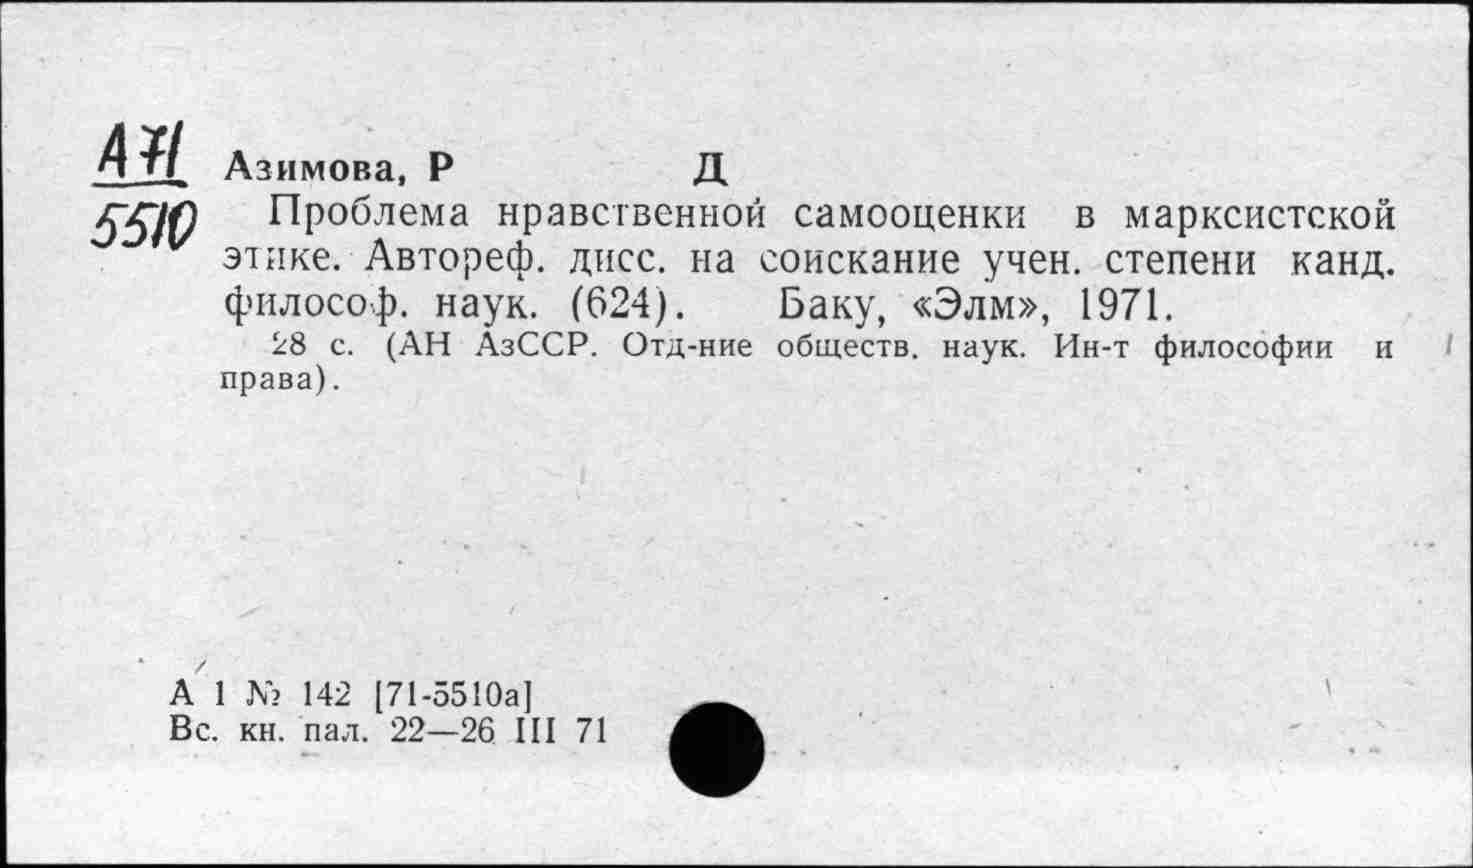 А71
5510
Азимова, Р Д
Проблема нравственной самооценки в марксистской
этике. Автореф. дисс. на соискание учен. степени канд.
философ. наук. (624). Баку, «Элм», 1971.
28 с. (АН АзССР. Отд-ние обществ. наук. Ин-т философии и
права).
А 1 № 142 [71-5510а]
Вс. кн. пал. 22—26 III 71